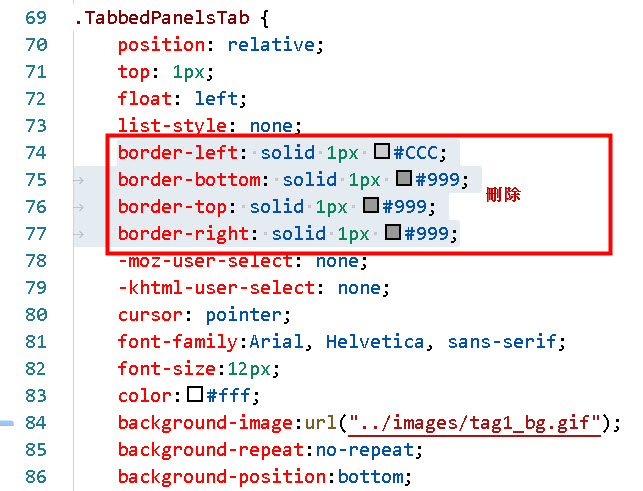 69 .TabbedPanelsTab {
70 position: relative;
71 top: 1px;
72 float: left;
73 list-style: none;
74 border-left: solid 1px #CCC;
75 border-bottom: solid 1px #999;
76 border-top: solid 1px #999;
77 border-right: solid 1px #999;
刪除
78 -moz-user-select: none;
79 -khtml-user-select: none;
80 cursor: pointer;
81 font-family:Arial, Helvetica, sans-serif;
82 font-size:12px;
83 color:#fff;
84 background-image:url("../images/tag1_bg.gif");
85 background-repeat:no-repeat;
86 background-position:bottom;